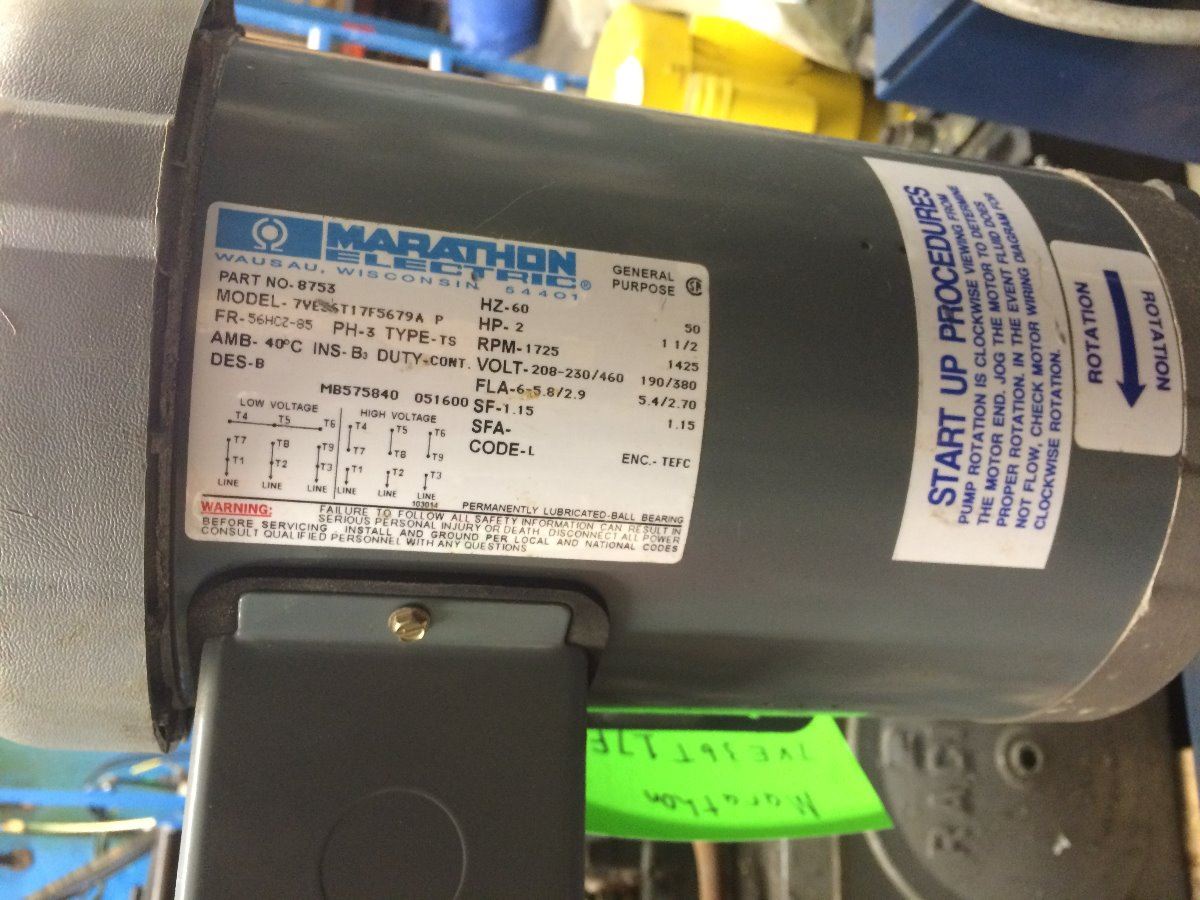 MARATHON
ELECTRIC®
WAUSAU, WISCONSIN 54401
GENERAL
PURPOSE
PART NO-8753
MODEL- T17F5679A P
FR-56HCZ-85 PH-3 TYPE-TS
AMB- 40°C INS-B3 DUTY-CONT.
DES-B
MB575840 051600
HZ-60 50
HP- 2 1 1/2
RPM-1725 1425
VOLT-208-230/460 190/380
FLA-6-5.8/2.9 5.4/2.70
SF-1.15 1.15
SFA-
CODE-L ENC.- TEFC
LOW VOLTAGE
T4 T5 T6
T7 T8 T9
T1 T2 T3
LINE LINE LINE
HIGH VOLTAGE
T4 T5 T6
T7 T8 T9
T1 T2 T3
LINE LINE LINE
103014
PERMANENTLY LUBRICATED-BALL BEARING
WARNING: FAILURE TO FOLLOW ALL SAFETY INFORMATION CAN RESULT IN
SERIOUS PERSONAL INJURY OR DEATH DISCONNECT ALL POWER
BEFORE SERVICING INSTALL AND GROUND PER LOCAL AND NATIONAL CODES
CONSULT QUALIFIED PERSONNEL WITH ANY QUESTIONS
START UP PROCEDURES
PUMP ROTATION IS CLOCKWISE VIEWING FROM
THE MOTOR END. JOG THE MOTOR TO DETERMINE
PROPER ROTATION. IN THE EVENT FLUID DOES
NOT FLOW, CHECK MOTOR WIRING DIAGRAM FOR
CLOCKWISE ROTATION.
ROTATION
ROTATION
Marathon
7VE36T17F